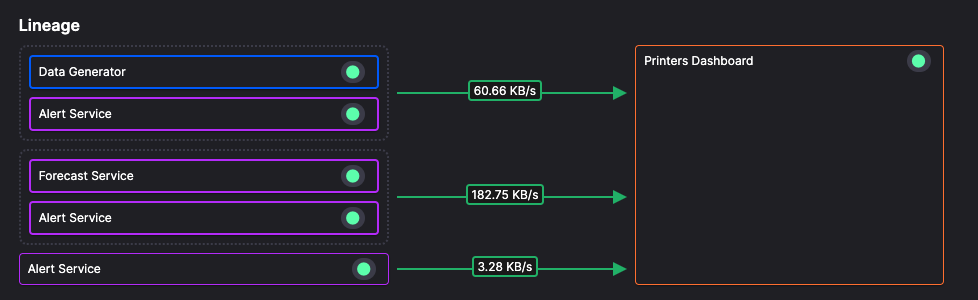 Lineage
Data Generator
Alert Service
60.66 KB/s
Printers Dashboard
Forecast Service
Alert Service
182.75 KB/s
Alert Service
3.28 KB/s